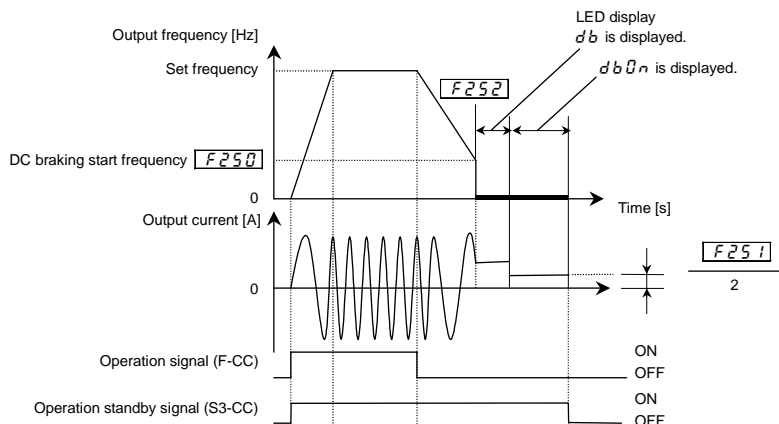 LED display
db is displayed.
Output frequency [Hz]
Set frequency
F252
dbOn is displayed.
DC braking start frequency F250
0
Time [s]
Output current [A]
F251
2
0
Operation signal (F-CC)
ON
OFF
Operation standby signal (S3-CC)
ON
OFF